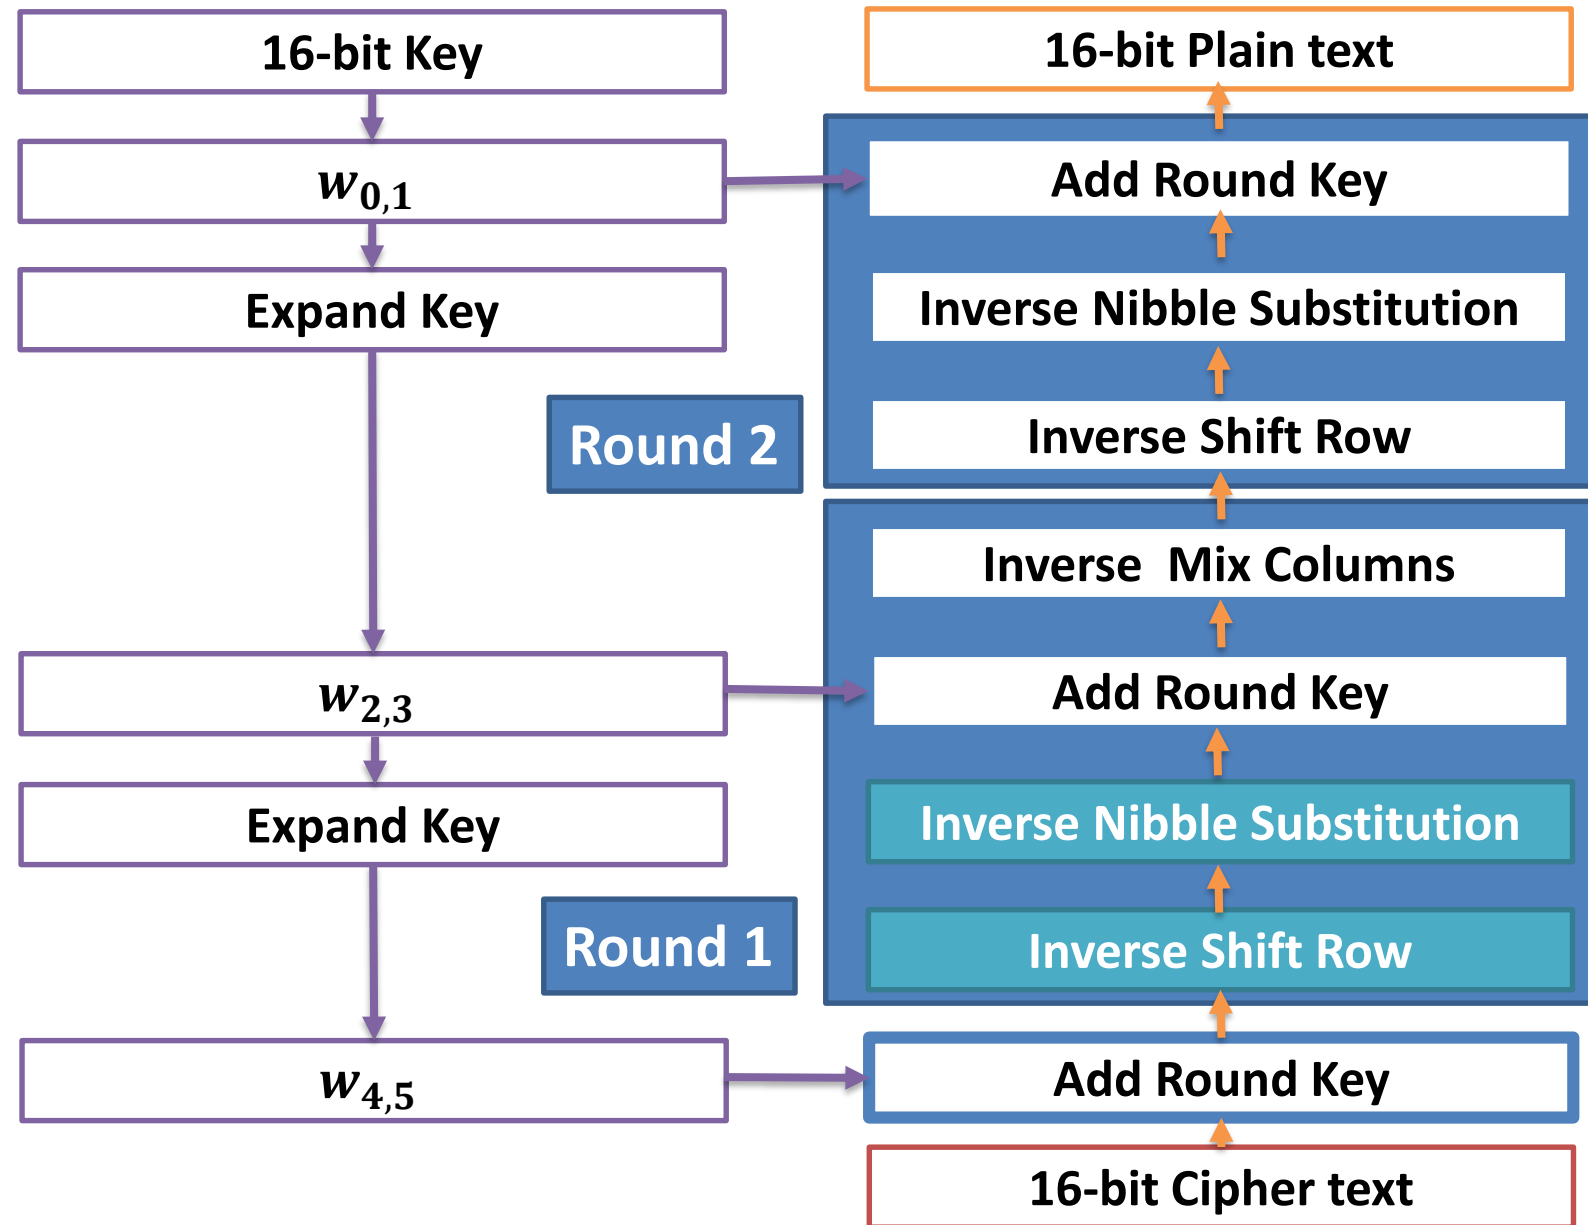 16-bit Key
w0,1
Expand Key
Round 2
w2,3
Expand Key
Round 1
w4,5
16-bit Plain text
Add Round Key
Inverse Nibble Substitution
Inverse Shift Row
Inverse Mix Columns
Add Round Key
Inverse Nibble Substitution
Inverse Shift Row
Add Round Key
16-bit Cipher text